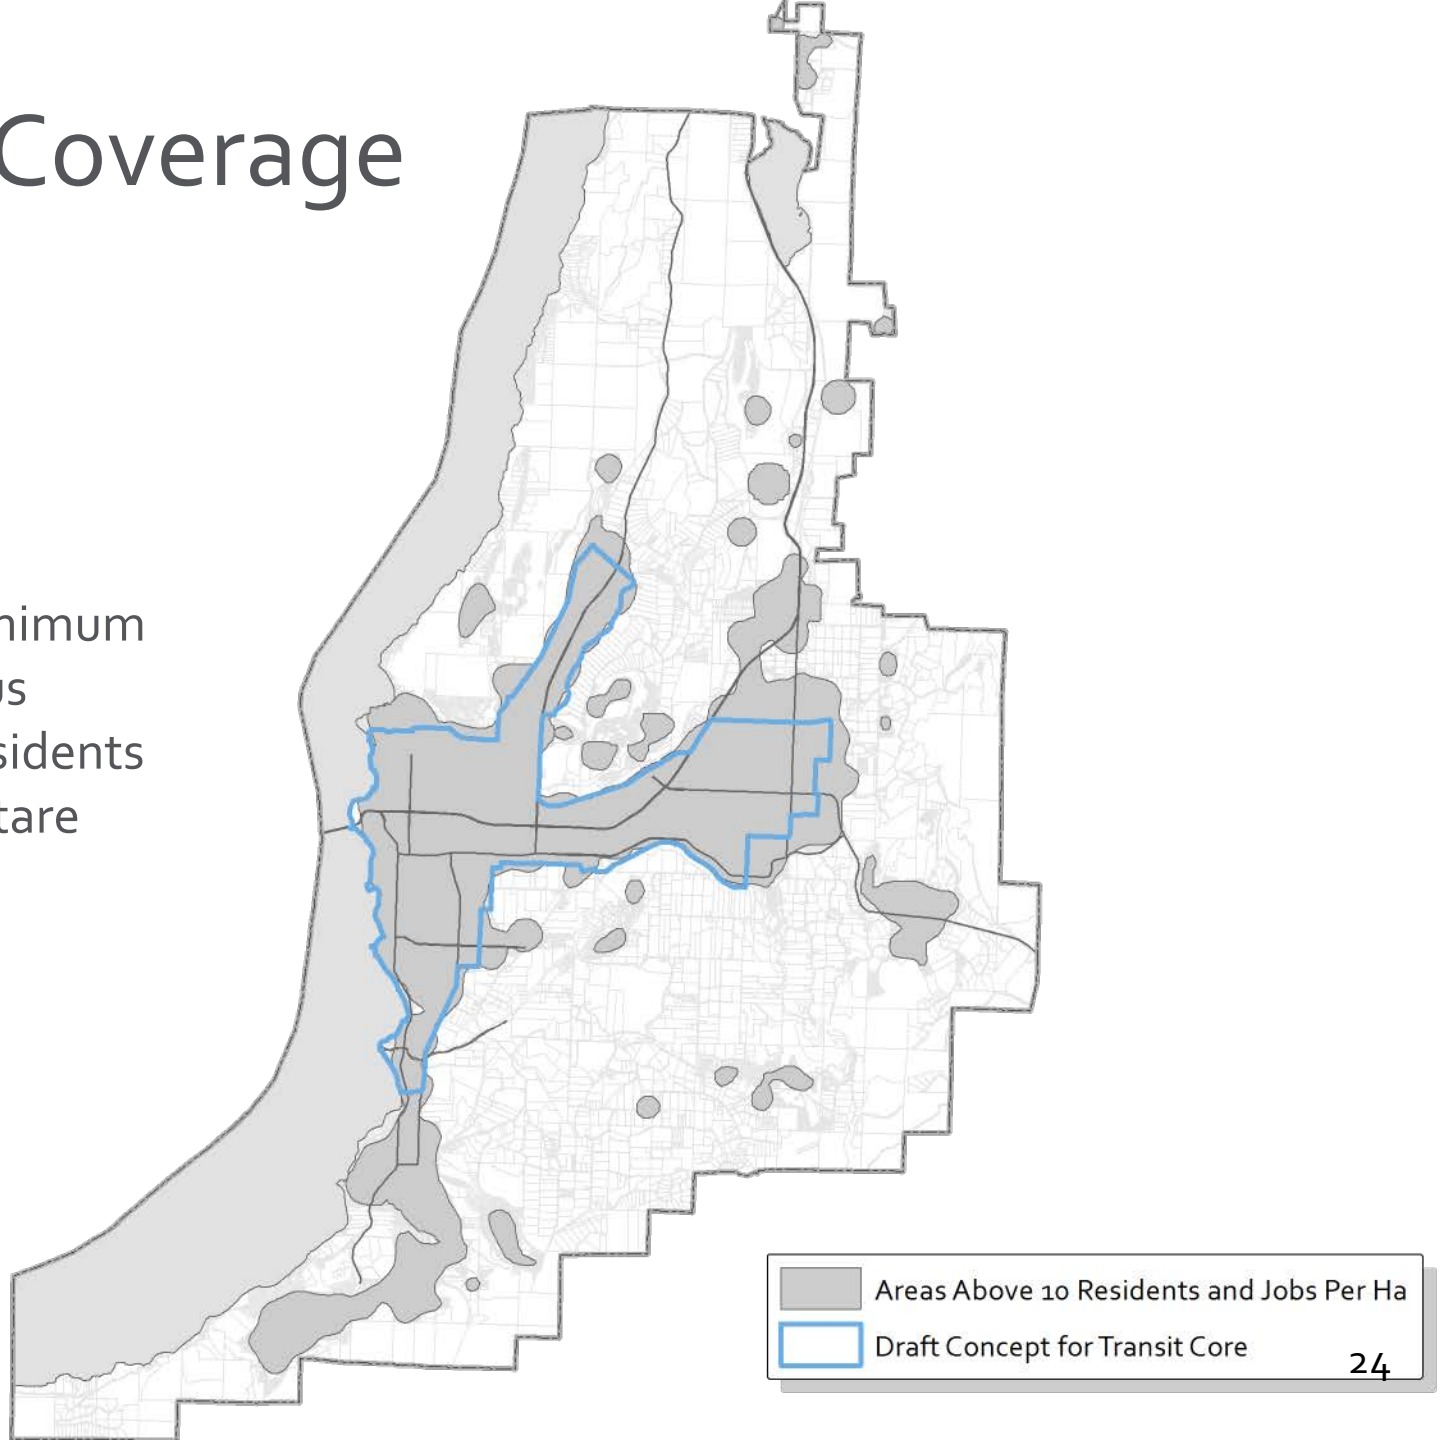 Coverage
nimum
us
sidents
tare
Areas Above 10 Residents and Jobs Per Ha
Draft Concept for Transit Core
24